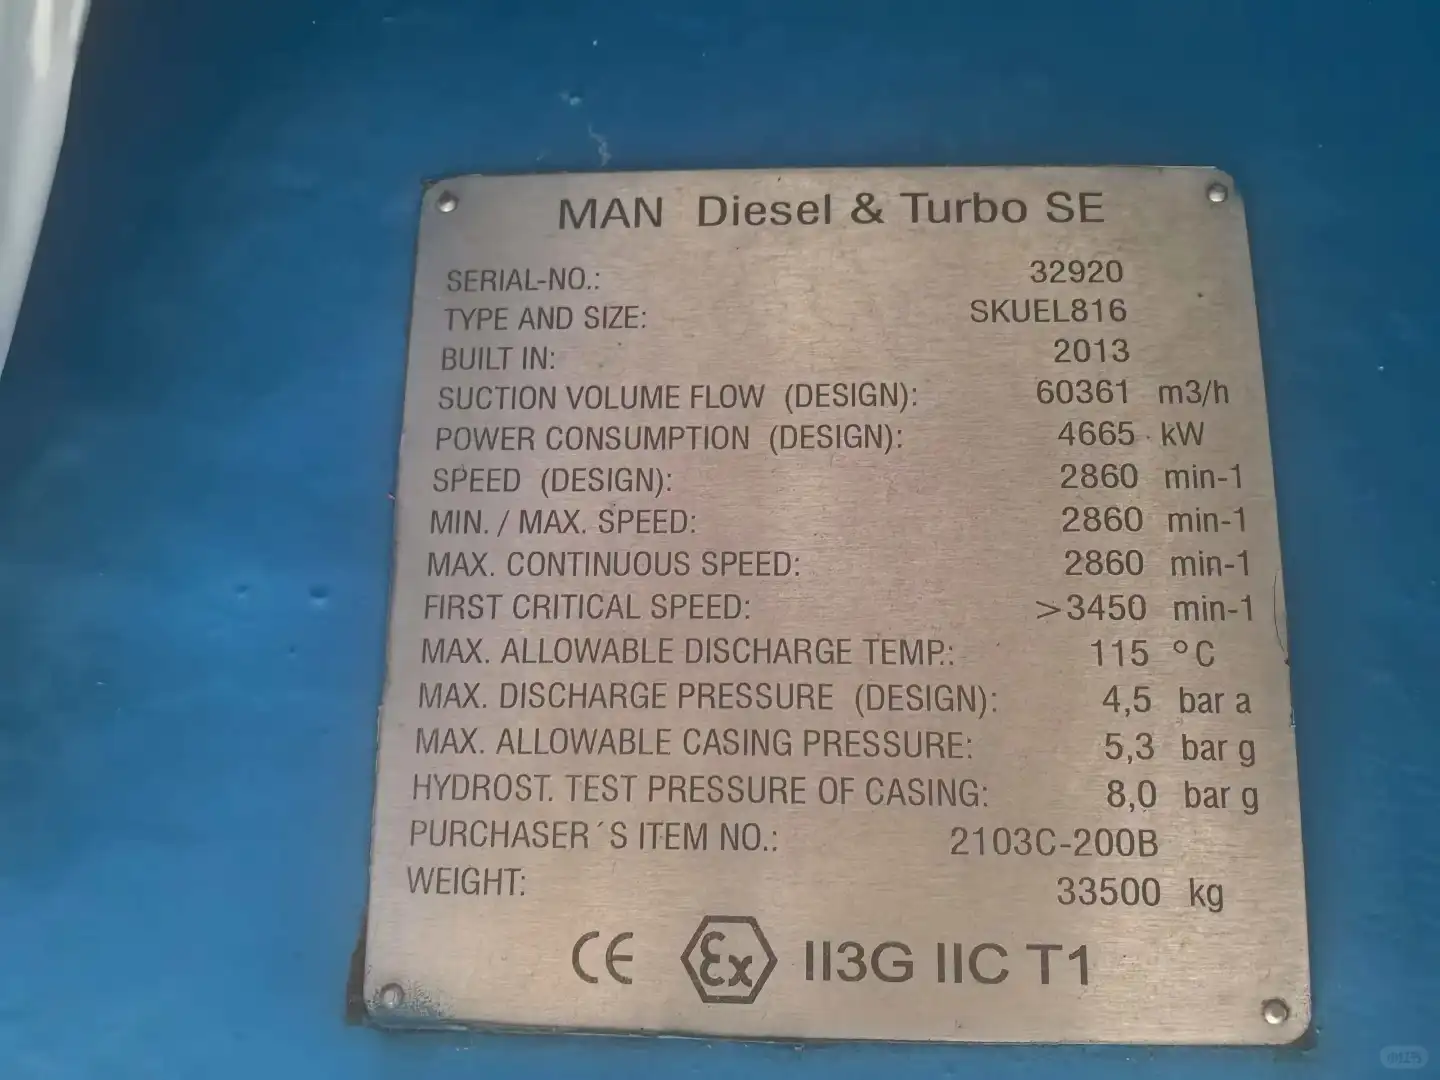 MAN Diesel & Turbo SE
SERIAL-NO.: 32920
TYPE AND SIZE: SKUEL816
BUILT IN: 2013
SUCTION VOLUME FLOW (DESIGN): 60361 m3/h
POWER CONSUMPTION (DESIGN): 4665 kW
SPEED (DESIGN): 2860 min-1
MIN. / MAX. SPEED: 2860 min-1
MAX. CONTINUOUS SPEED: 2860 min-1
FIRST CRITICAL SPEED: >3450 min-1
MAX. ALLOWABLE DISCHARGE TEMP.: 115 °C
MAX. DISCHARGE PRESSURE (DESIGN): 4,5 bar a
MAX. ALLOWABLE CASING PRESSURE: 5,3 bar g
HYDROST. TEST PRESSURE OF CASING: 8,0 bar g
PURCHASER´S ITEM NO.: 2103C-200B
WEIGHT: 33500 kg
CE Ex II3G IIC T1